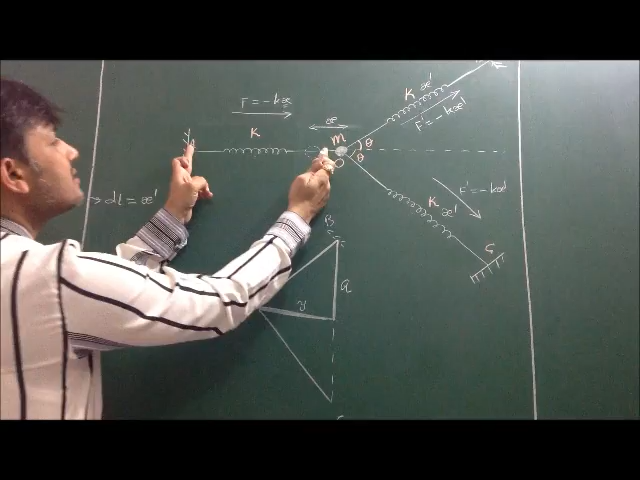 F = -kx
K
x
m
θ
θ
O
K x'
F' = -kx'
F' = -kx'
K x'
G
→ dl = x'
B
a
y